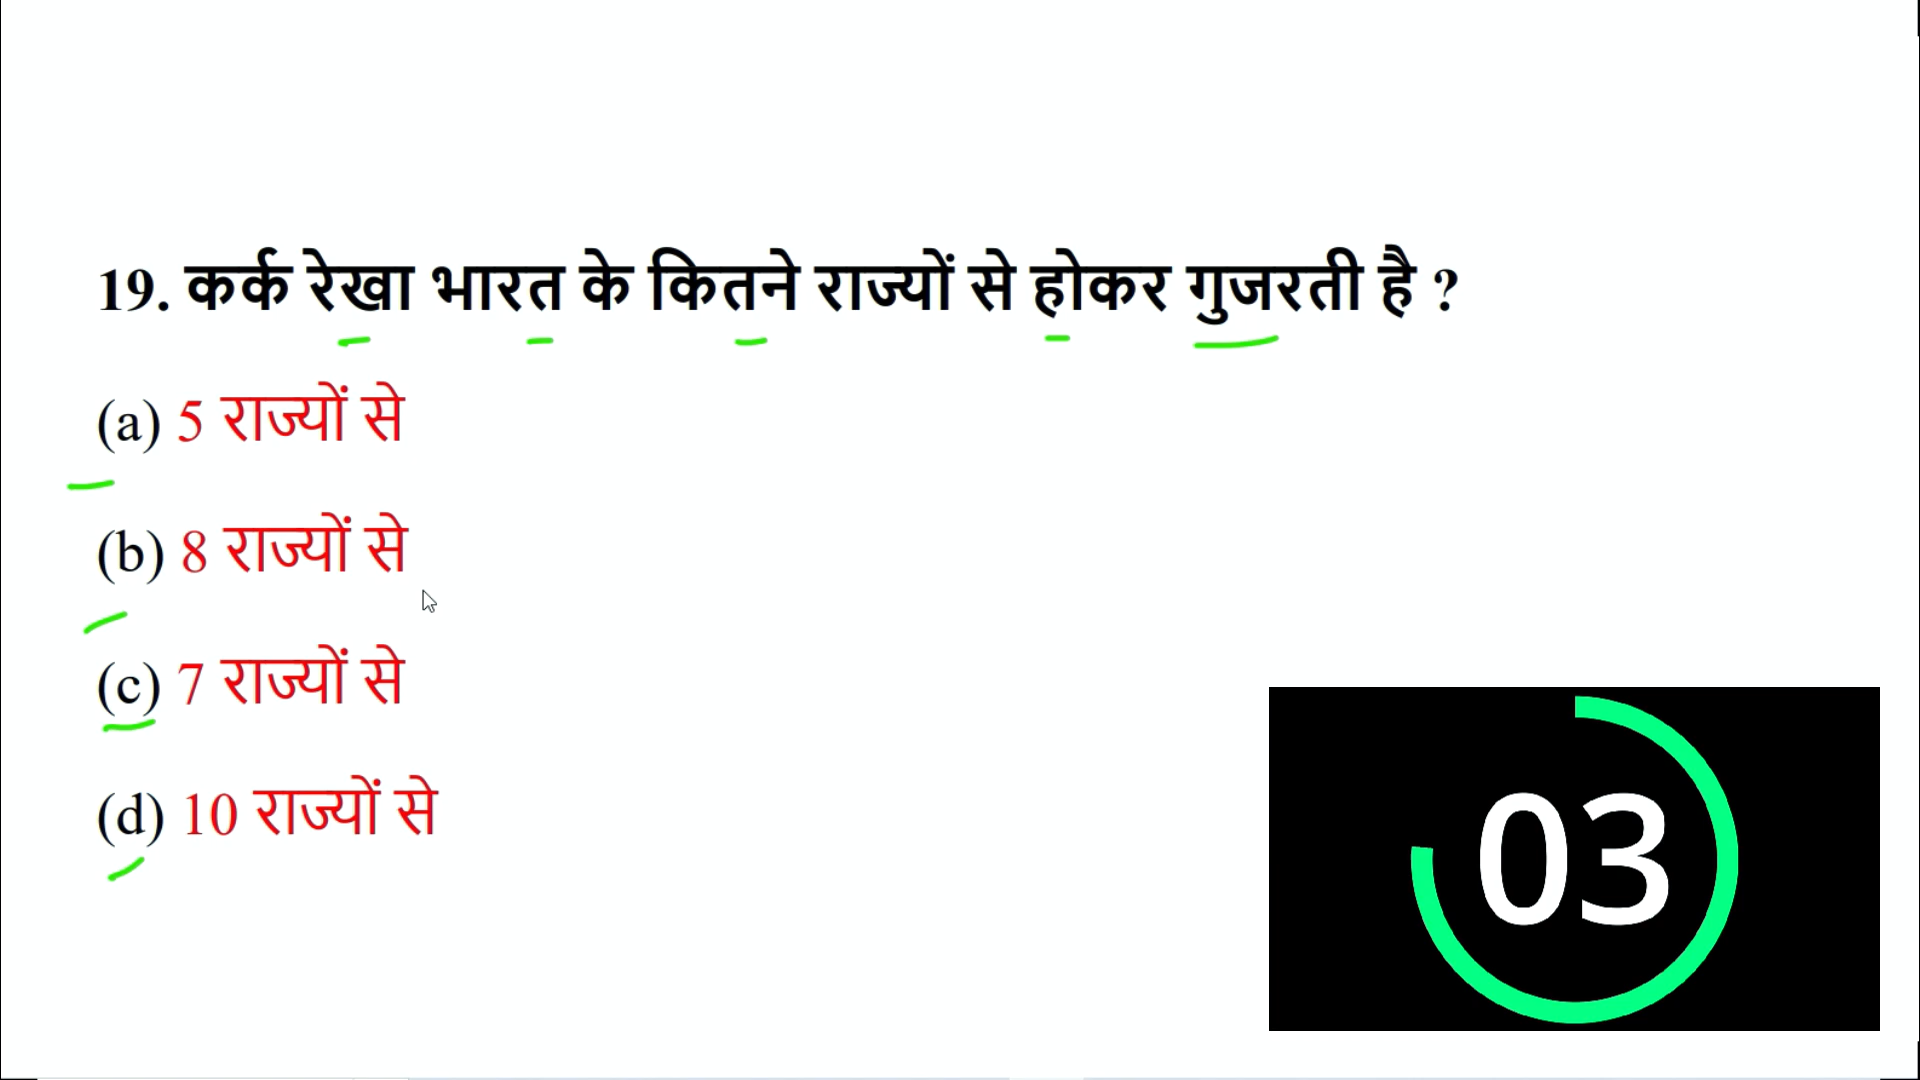 19. कर्क रेखा भारत के कितने राज्यों से होकर गुजरती है ?
(a) 5 राज्यों से
(b) 8 राज्यों से
(c) 7 राज्यों से
(d) 10 राज्यों से
03